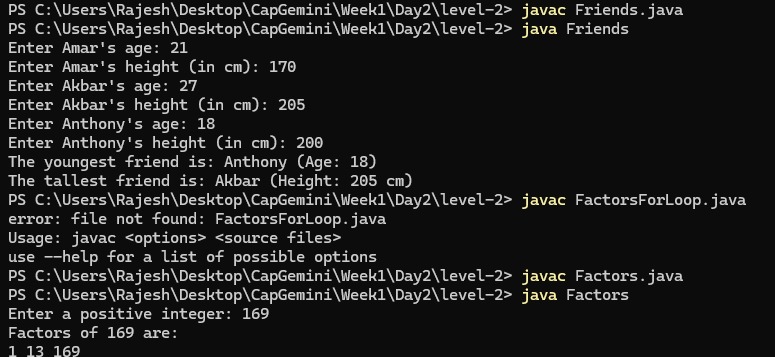 PS C:\Users\Rajesh\Desktop\CapGemini\Week1\Day2\level-2> javac Friends.java
PS C:\Users\Rajesh\Desktop\CapGemini\Week1\Day2\level-2> java Friends
Enter Amar's age: 21
Enter Amar's height (in cm): 170
Enter Akbar's age: 27
Enter Akbar's height (in cm): 205
Enter Anthony's age: 18
Enter Anthony's height (in cm): 200
The youngest friend is: Anthony (Age: 18)
The tallest friend is: Akbar (Height: 205 cm)
PS C:\Users\Rajesh\Desktop\CapGemini\Week1\Day2\level-2> javac FactorsForLoop.java
error: file not found: FactorsForLoop.java
Usage: javac <options> <source files>
use --help for a list of possible options
PS C:\Users\Rajesh\Desktop\CapGemini\Week1\Day2\level-2> javac Factors.java
PS C:\Users\Rajesh\Desktop\CapGemini\Week1\Day2\level-2> java Factors
Enter a positive integer: 169
Factors of 169 are:
1 13 169